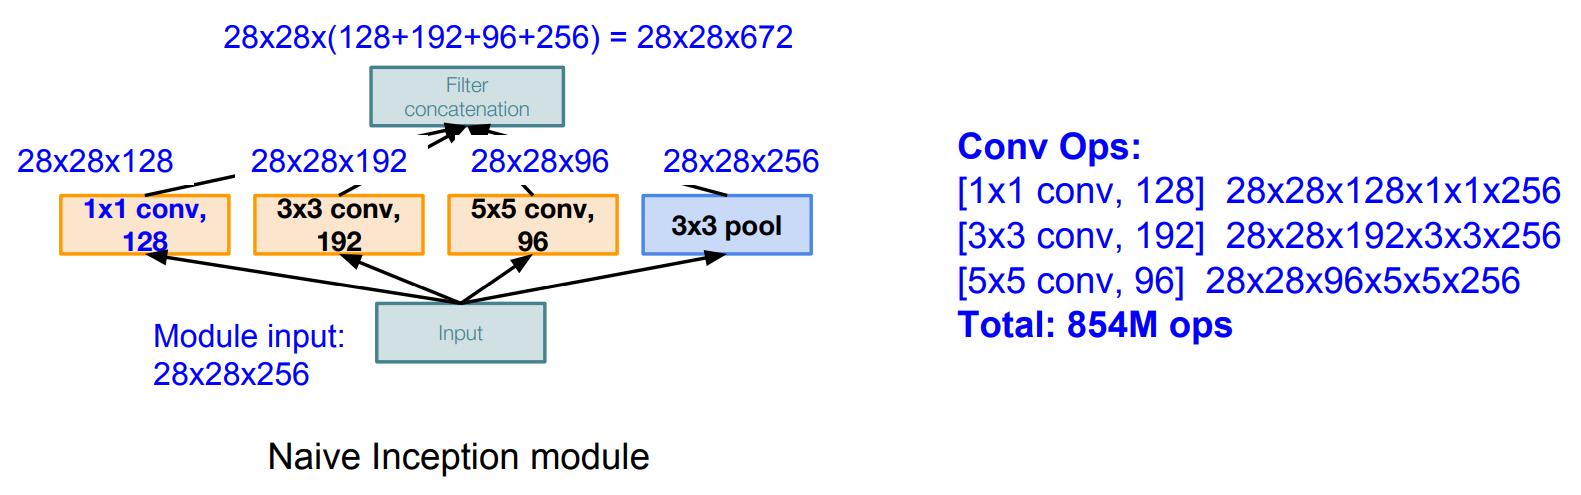 28x28x(128+192+96+256) = 28x28x672
Filter
concatenation
28x28x128
28x28x192
28x28x96
28x28x256
1x1 conv,
128
3x3 conv,
192
5x5 conv,
96
3x3 pool
Input
Module input:
28x28x256
Naive Inception module
Conv Ops:
[1x1 conv, 128]  28x28x128x1x1x256
[3x3 conv, 192]  28x28x192x3x3x256
[5x5 conv, 96]  28x28x96x5x5x256
Total: 854M ops